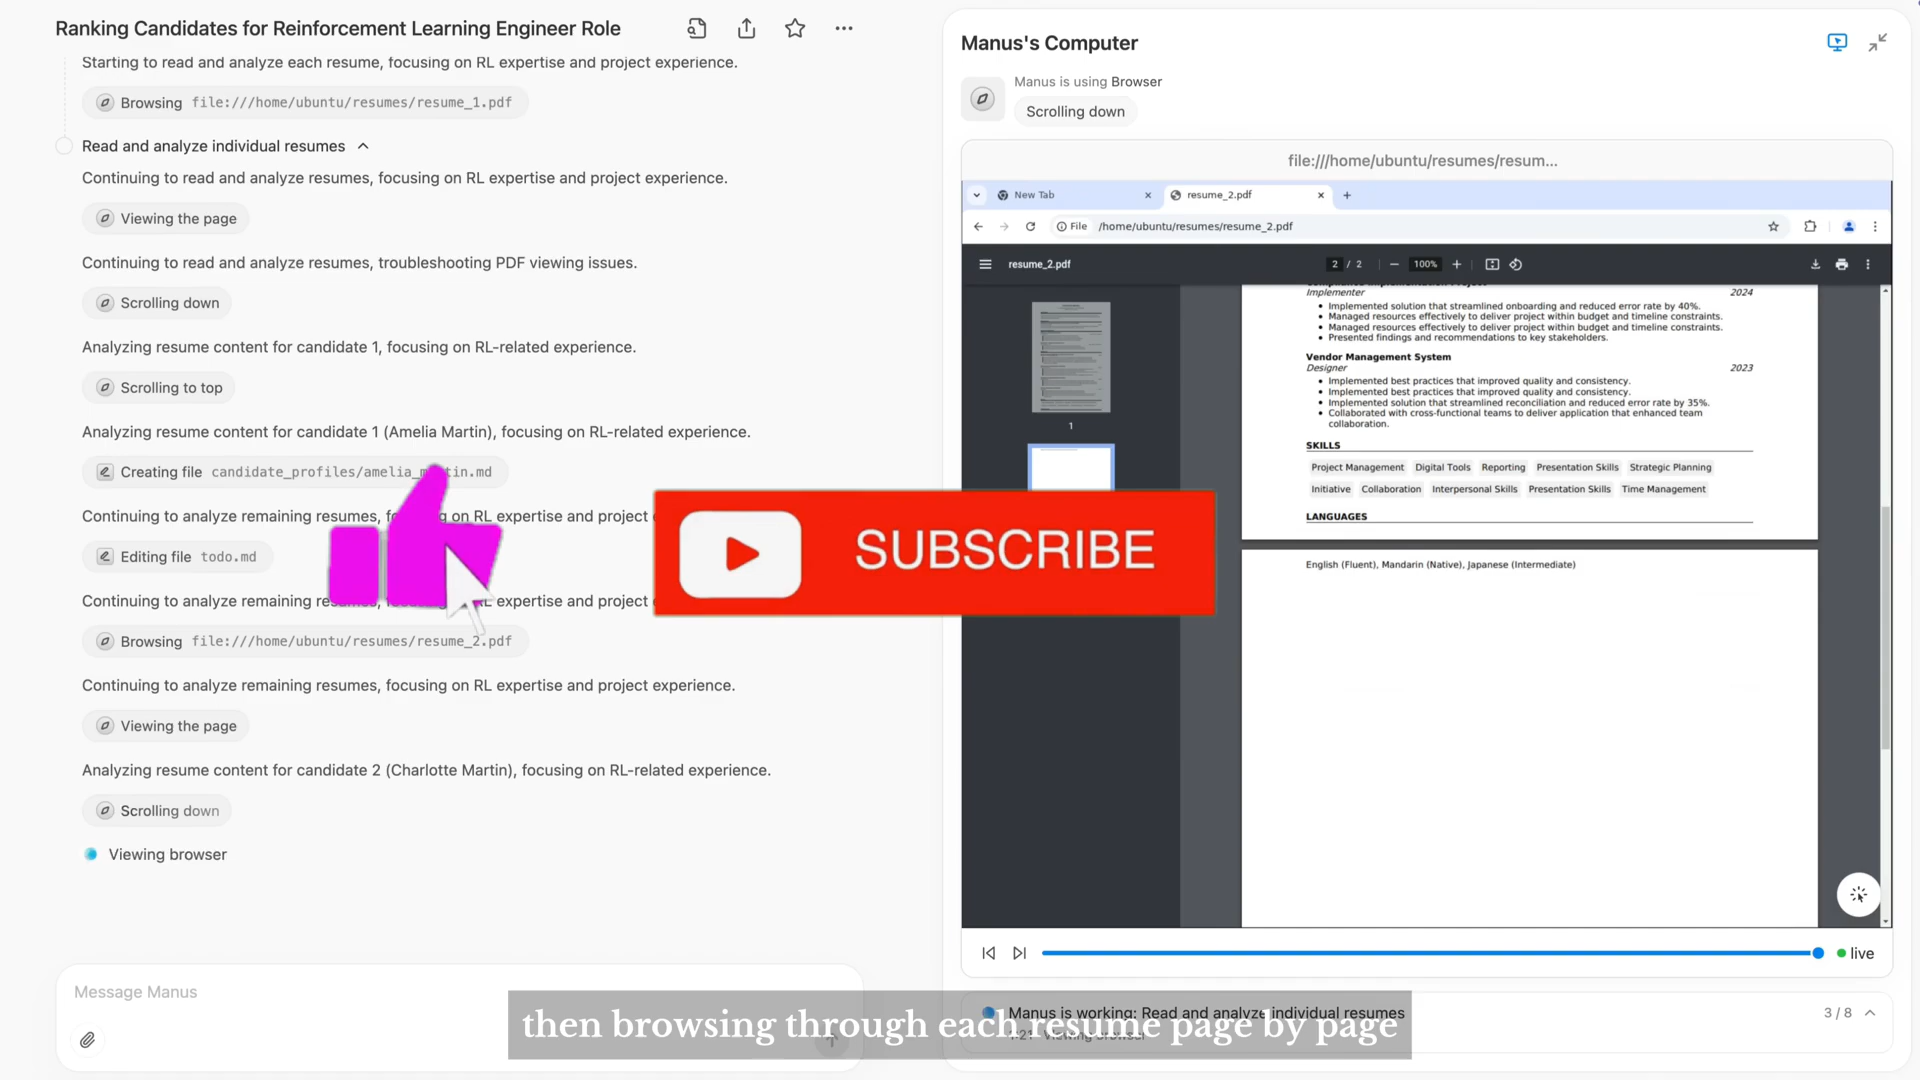 Ranking Candidates for Reinforcement Learning Engineer Role
Starting to read and analyze each resume, focusing on RL expertise and project experience.
Browsing file:///home/ubuntu/resumes/resume_1.pdf
Read and analyze individual resumes
Continuing to read and analyze resumes, focusing on RL expertise and project experience.
Viewing the page
Continuing to read and analyze resumes, troubleshooting PDF viewing issues.
Scrolling down
Analyzing resume content for candidate 1, focusing on RL-related experience.
Scrolling to top
Analyzing resume content for candidate 1 (Amelia Martin), focusing on RL-related experience.
Creating file candidate_profiles/amelia_martin.md
Continuing to analyze remaining resumes, on RL expertise and project
Editing file todo.md
Continuing to analyze remaining RL expertise and project
Browsing file:///home/ubuntu/resumes/resume_2.pdf
Continuing to analyze remaining resumes, focusing on RL expertise and project experience.
Viewing the page
Analyzing resume content for candidate 2 (Charlotte Martin), focusing on RL-related experience.
Scrolling down
Viewing browser
Message Manus
Manus's Computer
Manus is using Browser
Scrolling down
file:///home/ubuntu/resumes/resum...
New Tab
resume_2.pdf
File /home/ubuntu/resumes/resume_2.pdf
resume_2.pdf
2 / 2
100%
1
Implementer 2024
• Implemented solution that streamlined onboarding and reduced error rate by 40%.
• Managed resources effectively to deliver project within budget and timeline constraints.
• Managed resources effectively to deliver project within budget and timeline constraints.
• Presented findings and recommendations to key stakeholders.
Vendor Management System
Designer 2023
• Implemented best practices that improved quality and consistency.
• Implemented best practices that improved quality and consistency.
• Implemented solution that streamlined reconciliation and reduced error rate by 35%.
• Collaborated with cross-functional teams to deliver application that enhanced team
collaboration.
SKILLS
Project Management Digital Tools Reporting Presentation Skills Strategic Planning
Initiative Collaboration Interpersonal Skills Presentation Skills Time Management
LANGUAGES
English (Fluent), Mandarin (Native), Japanese (Intermediate)
SUBSCRIBE
live
Manus is working: Read and analyze individual resumes
3 / 8
1:21 Viewing browser
then browsing through each resume page by page